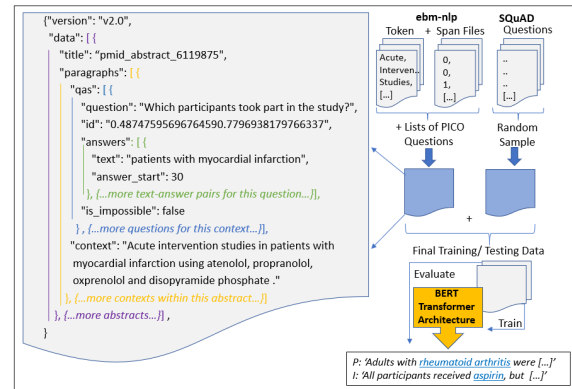 {"version": "v2.0",
"data": [ {
"title": "pmid_abstract_6119875",
"paragraphs": [ {
"qas": [ {
"question": "Which participants took part in the study?",
"id": "0.48747595696764590.7796938179766337",
"answers": [ {
"text": "patients with myocardial infarction",
"answer_start": 30
}, {...more text-answer pairs for this question...}],
"is_impossible": false
} , {...more questions for this context...}],
"context": "Acute intervention studies in patients with
myocardial infarction using atenolol, propranolol,
oxprenolol and disopyramide phosphate ."
}, {...more contexts within this abstract...}]
}, {...more abstracts...}] ,
}
ebm-nlp
Token + Span Files
SQuAD
Questions
Acute,
Interven..
Studies,
[...]
0,
0,
1,
[...]
..
..
..
[...]
+ Lists of PICO
Questions
Random
Sample
+
Final Training/ Testing Data
Evaluate
BERT
Transformer
Architecture
Train
P: 'Adults with rheumatoid arthritis were [...]'
I: 'All participants received aspirin, but [...]'